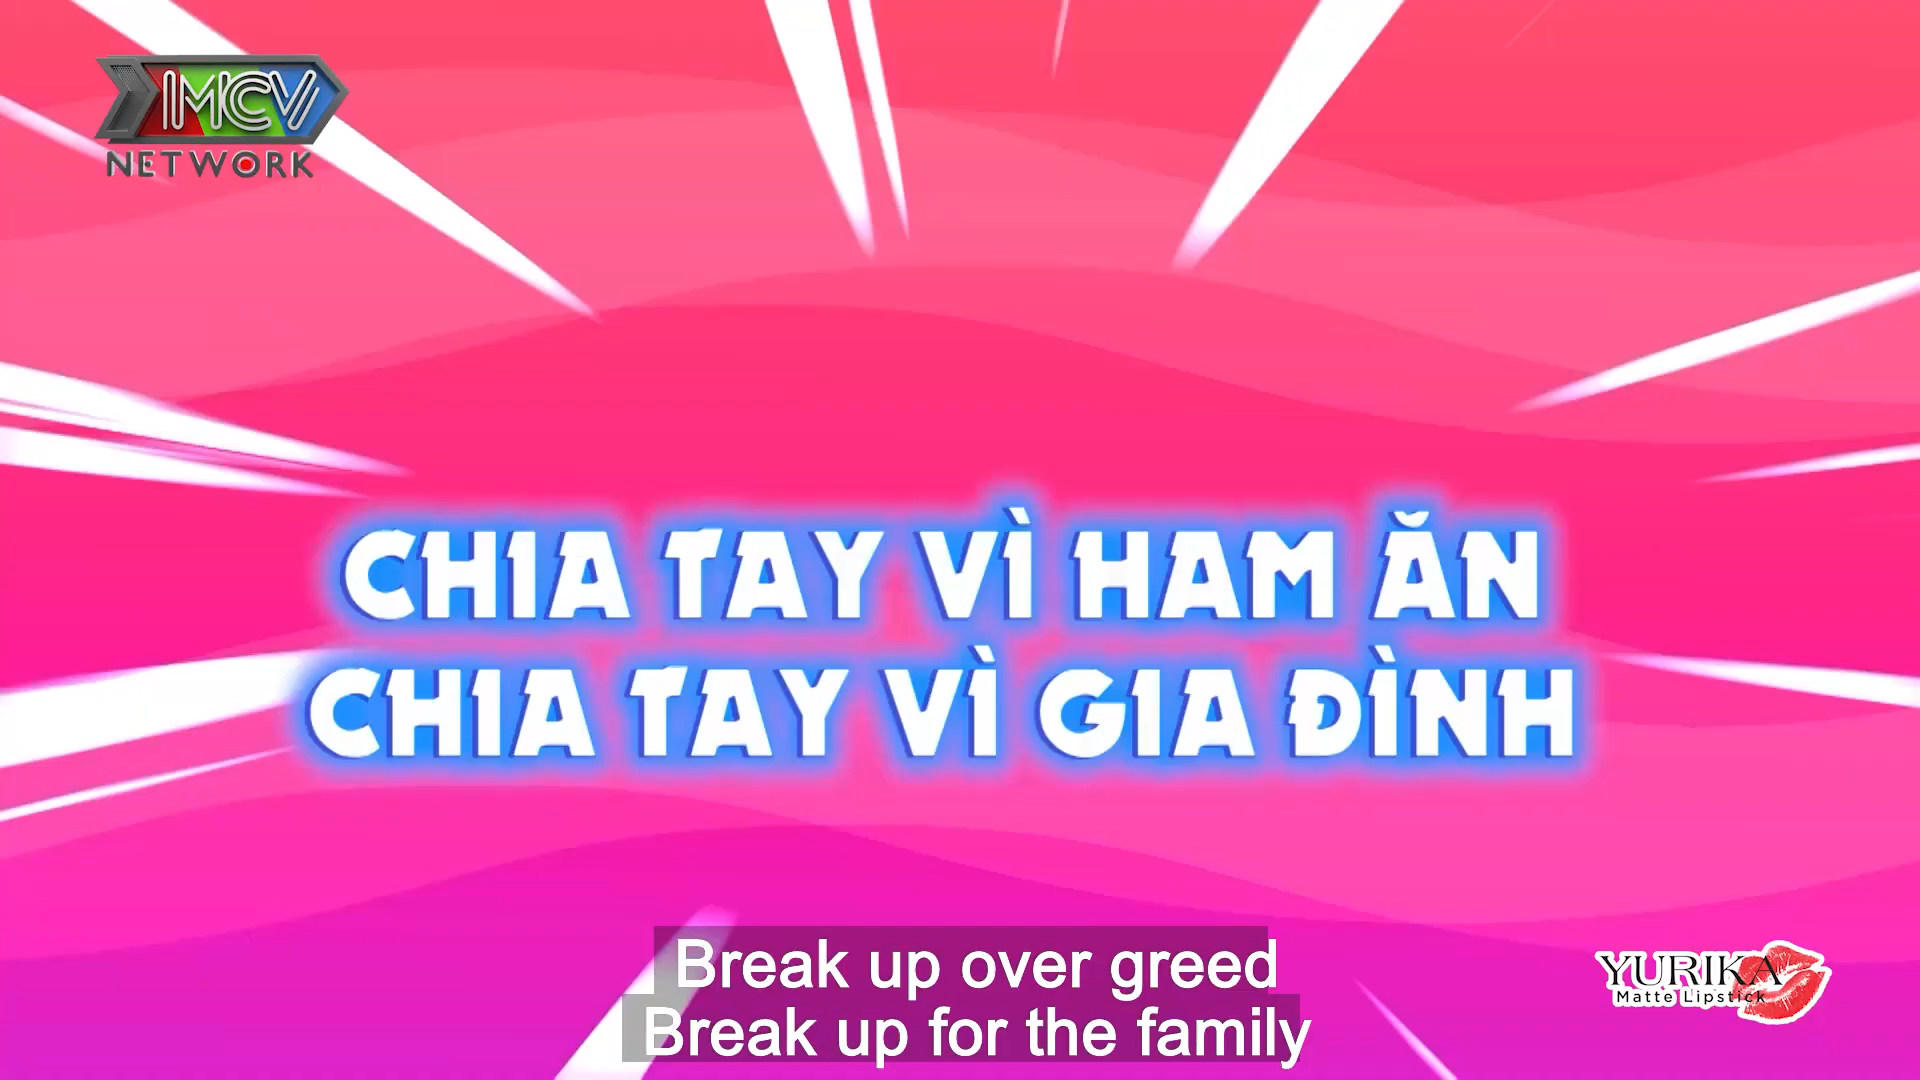 MCV
NETWORK
CHIA TAY VÌ HAM ĂN
CHIA TAY VÌ GIA ĐÌNH
Break up over greed
Break up for the family
YURIKA
Matte Lipstick